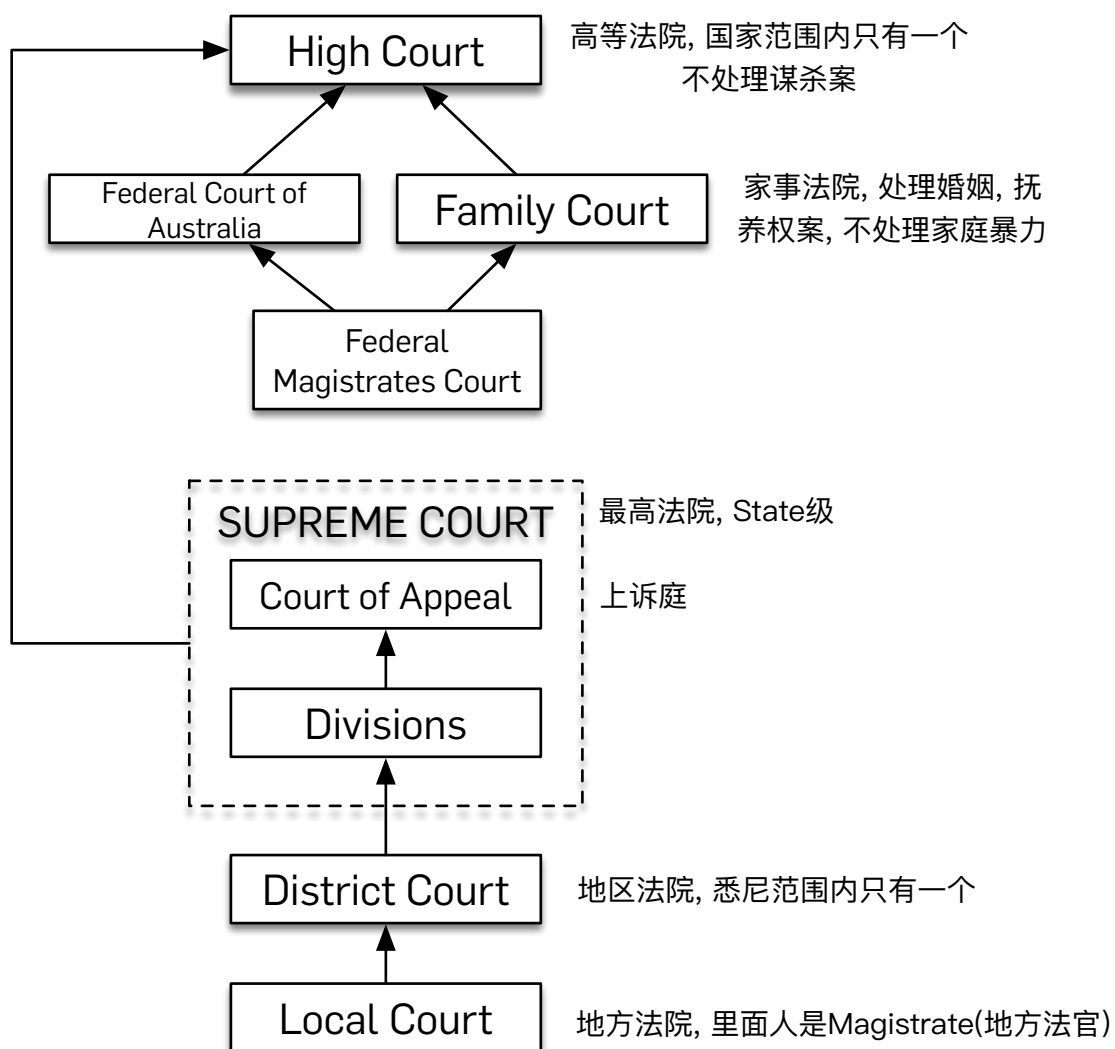 High Court
高等法院, 国家范围内只有一个
不处理谋杀案
Federal Court of
Australia
Family Court
家事法院, 处理婚姻, 抚
养权案, 不处理家庭暴力
Federal
Magistrates Court
SUPREME COURT
最高法院, State级
Court of Appeal
上诉庭
Divisions
District Court
地区法院, 悉尼范围内只有一个
Local Court
地方法院, 里面人是Magistrate(地方法官)